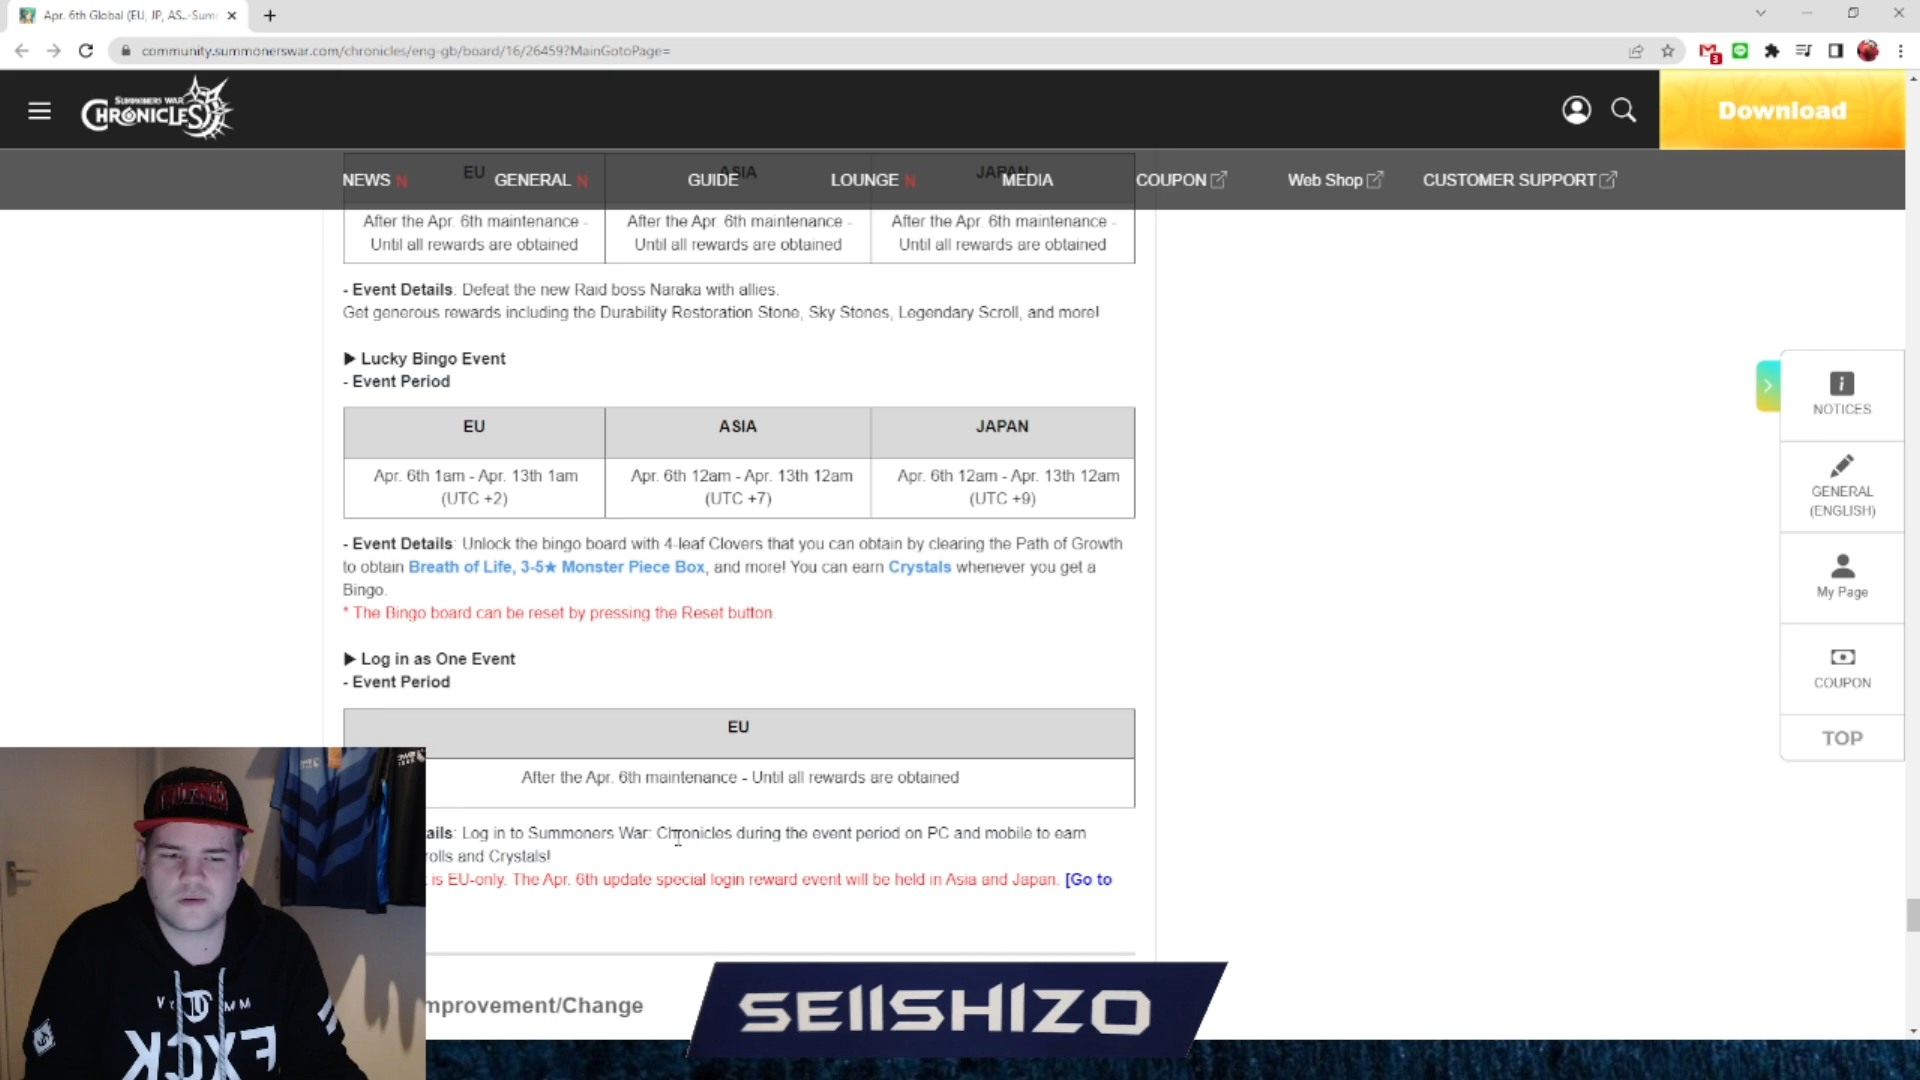 Apr. 6th Global (EU, JP, AS...-Sum
community.summonerswar.com/chronicles/eng-gb/board/16/26459?MainGotoPage=
3
SUMMONERS WAR
CHRONICLES
Download
NEWS N GENERAL N GUIDE LOUNGE N MEDIA COUPON Web Shop CUSTOMER SUPPORT
EU ASIA JAPAN
After the Apr. 6th maintenance - After the Apr. 6th maintenance - After the Apr. 6th maintenance -
Until all rewards are obtained Until all rewards are obtained Until all rewards are obtained
- Event Details: Defeat the new Raid boss Naraka with allies.
Get generous rewards including the Durability Restoration Stone, Sky Stones, Legendary Scroll, and more!
▶ Lucky Bingo Event
- Event Period
EU ASIA JAPAN
Apr. 6th 1am - Apr. 13th 1am Apr. 6th 12am - Apr. 13th 12am Apr. 6th 12am - Apr. 13th 12am
(UTC +2) (UTC +7) (UTC +9)
- Event Details: Unlock the bingo board with 4-leaf Clovers that you can obtain by clearing the Path of Growth
to obtain Breath of Life, 3-5★ Monster Piece Box, and more! You can earn Crystals whenever you get a
Bingo.
* The Bingo board can be reset by pressing the Reset button.
▶ Log in as One Event
- Event Period
EU
After the Apr. 6th maintenance - Until all rewards are obtained
ails: Log in to Summoners War: Chronicles during the event period on PC and mobile to earn
rolls and Crystals!
is EU-only. The Apr. 6th update special login reward event will be held in Asia and Japan. [Go to
mprovement/Change
NOTICES
GENERAL
(ENGLISH)
My Page
COUPON
TOP
SEllSHIZO